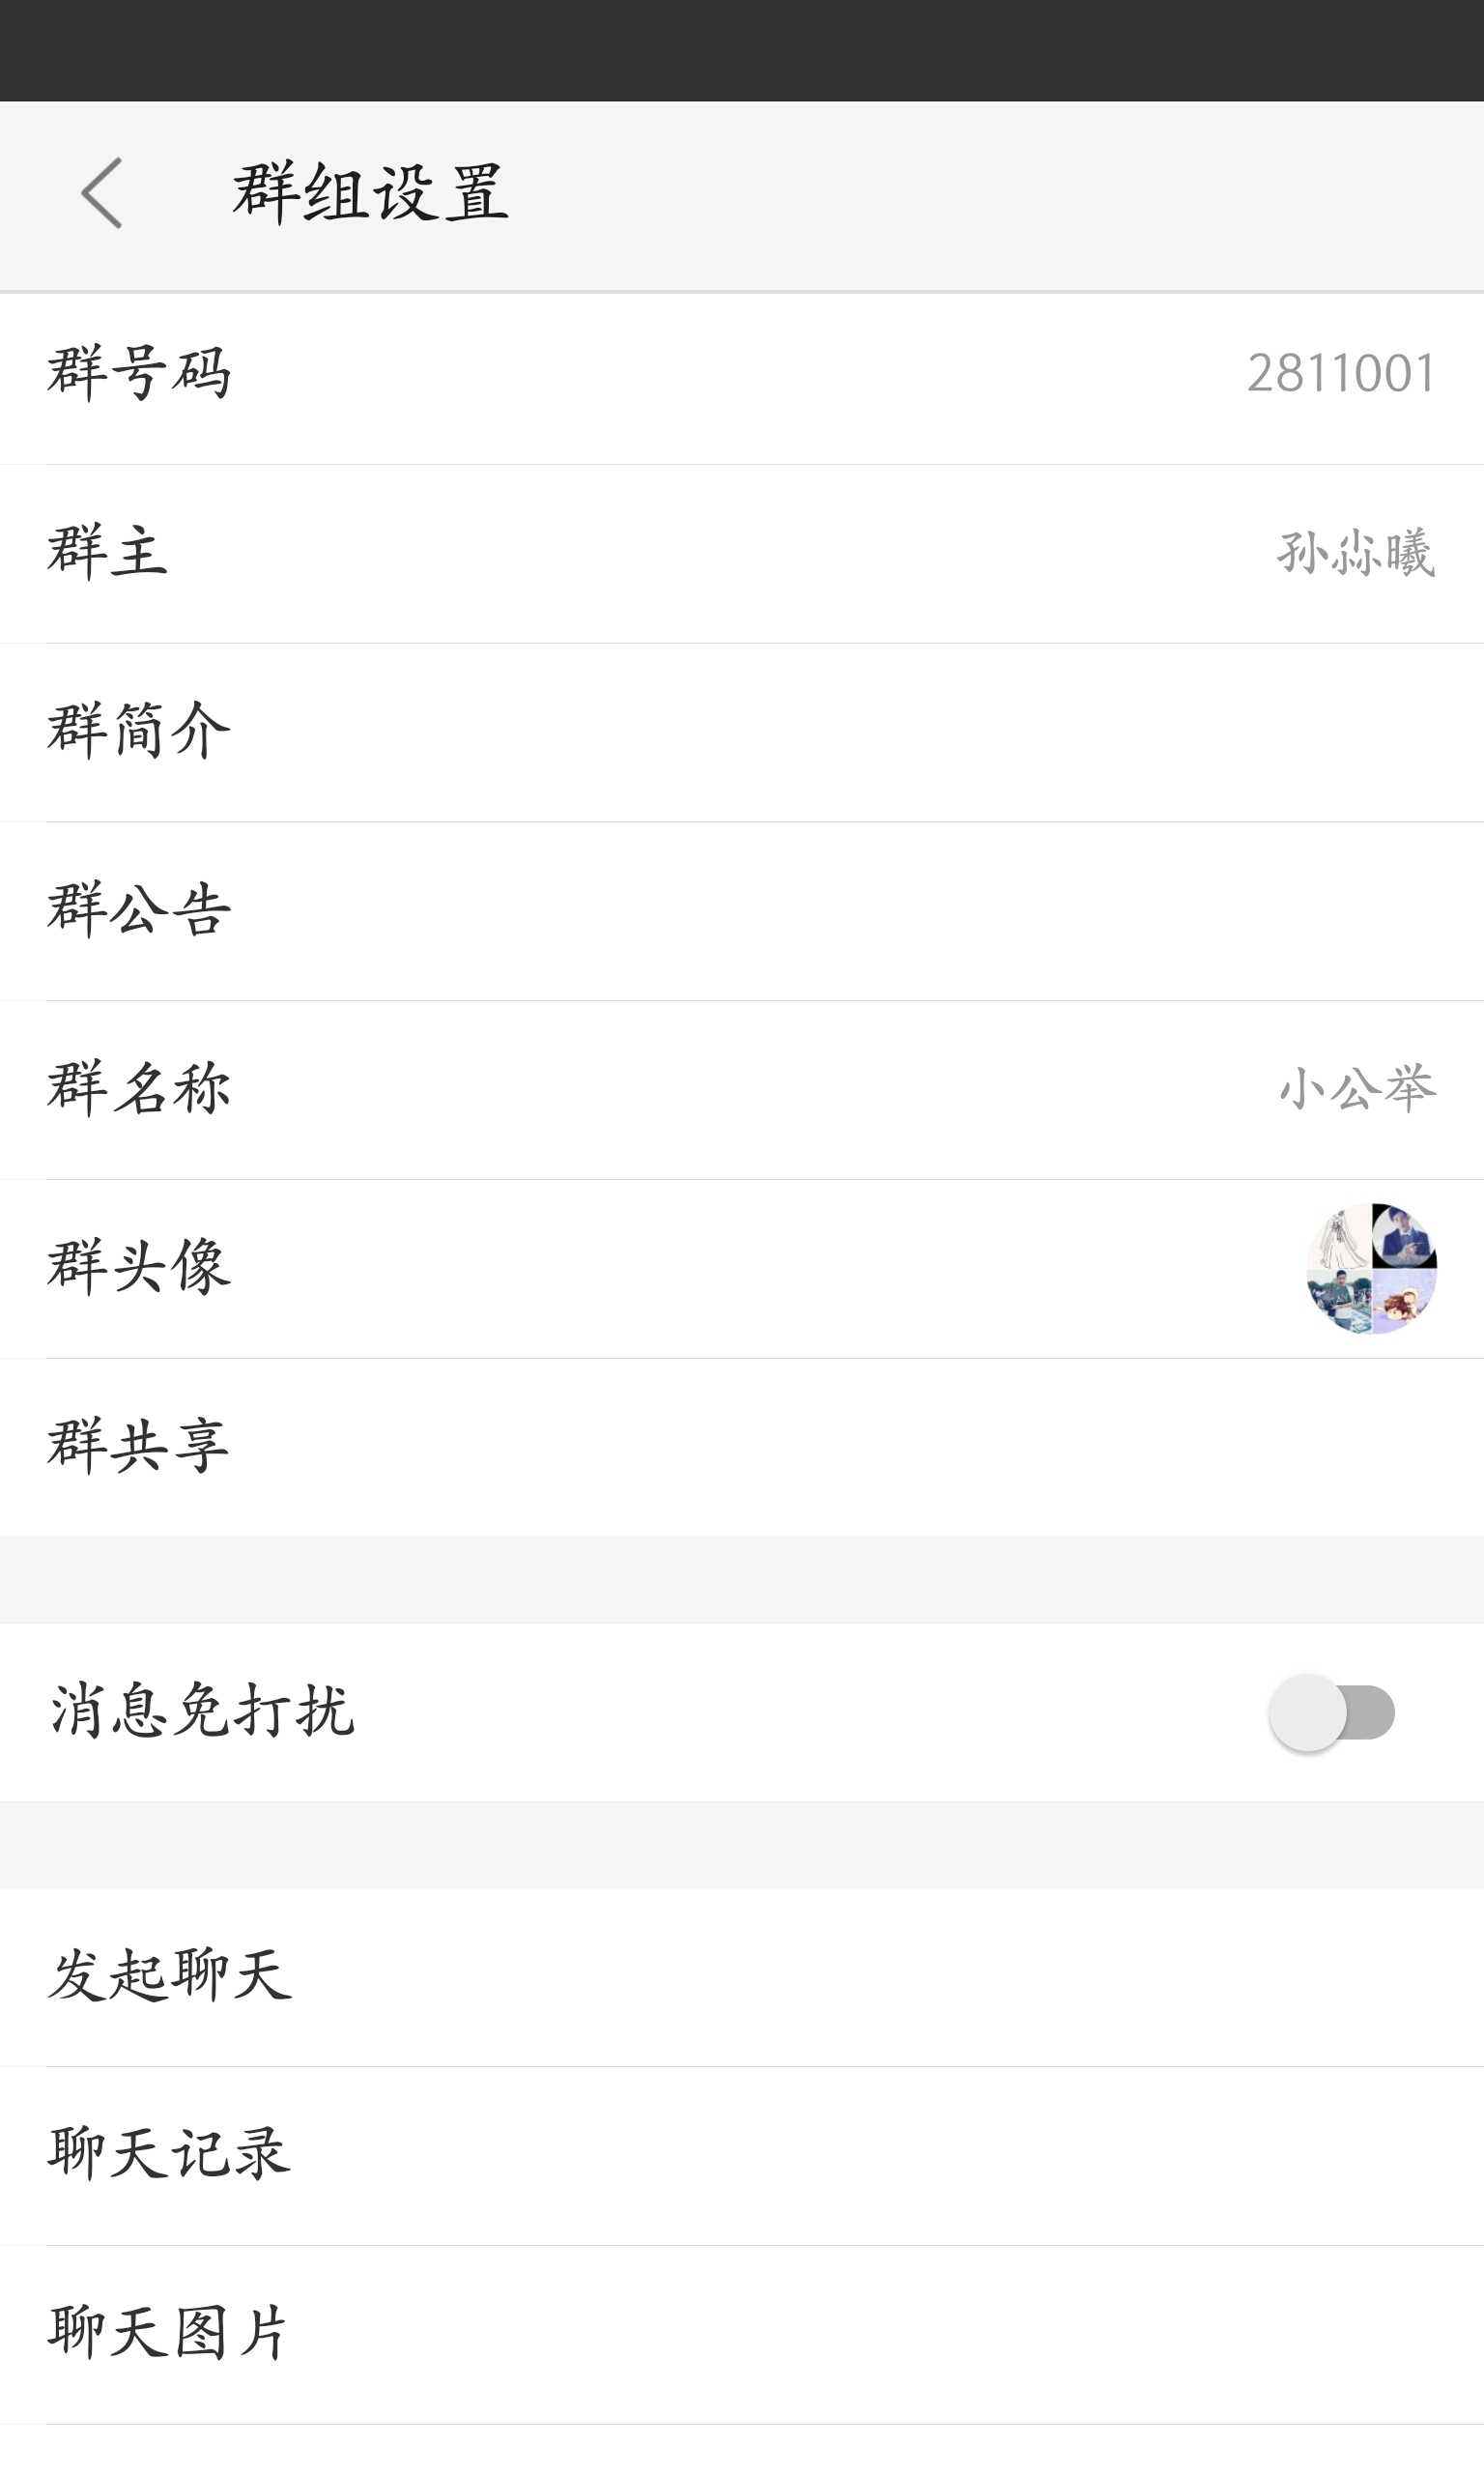 群组设置
群号码 2811001
群主 孙尛曦
群简介
群公告
群名称 小公举
群头像
群共享
消息免打扰
发起聊天
聊天记录
聊天图片